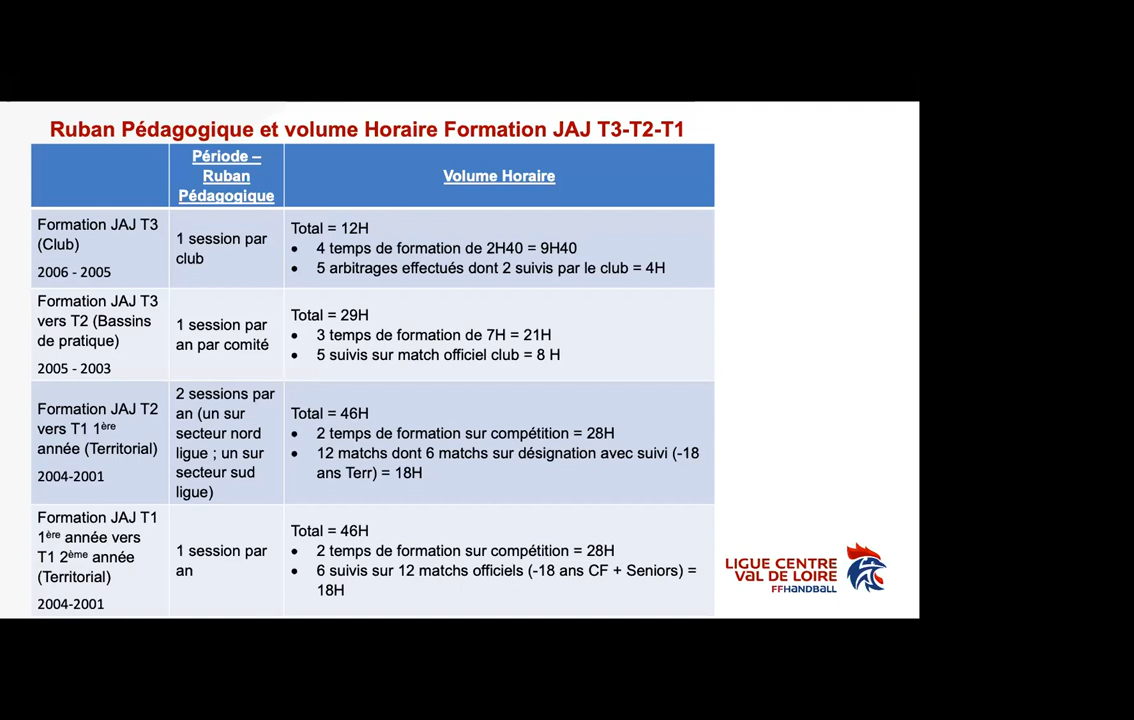 Ruban Pédagogique et volume Horaire Formation JAJ T3-T2-T1
Période –
Ruban
Pédagogique
Volume Horaire
Formation JAJ T3
(Club)
2006 - 2005
1 session par
club
Total = 12H
• 4 temps de formation de 2H40 = 9H40
• 5 arbitrages effectués dont 2 suivis par le club = 4H
Formation JAJ T3
vers T2 (Bassins
de pratique)
2005 - 2003
1 session par
an par comité
Total = 29H
• 3 temps de formation de 7H = 21H
• 5 suivis sur match officiel club = 8 H
Formation JAJ T2
vers T1 1ère
année (Territorial)
2004-2001
2 sessions par
an (un sur
secteur nord
ligue ; un sur
secteur sud
ligue)
Total = 46H
• 2 temps de formation sur compétition = 28H
• 12 matchs dont 6 matchs sur désignation avec suivi (-18
ans Terr) = 18H
Formation JAJ T1
1ère année vers
T1 2ème année
(Territorial)
2004-2001
1 session par
an
Total = 46H
• 2 temps de formation sur compétition = 28H
• 6 suivis sur 12 matchs officiels (-18 ans CF + Seniors) =
18H
LIGUE CENTRE
VAL DE LOIRE
FFHANDBALL